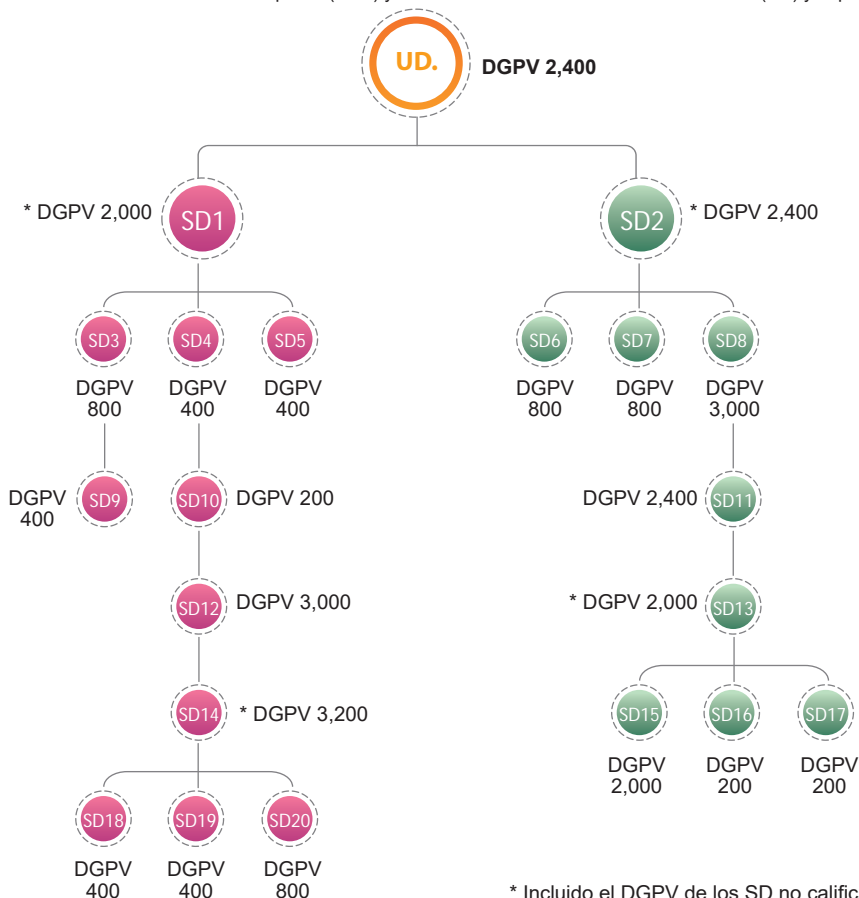 UD.
DGPV 2,400
* DGPV 2,000
SD1
SD2
* DGPV 2,400
SD3
SD4
SD5
SD6
SD7
SD8
DGPV
800
DGPV
400
DGPV
400
DGPV
800
DGPV
800
DGPV
3,000
DGPV
400
SD9
SD10
DGPV 200
DGPV 2,400
SD11
SD12
DGPV 3,000
* DGPV 2,000
SD13
SD14
* DGPV 3,200
SD15
SD16
SD17
DGPV
2,000
DGPV
200
DGPV
200
SD18
SD19
SD20
DGPV
400
DGPV
400
DGPV
800
* Incluido el DGPV de los SD no calific